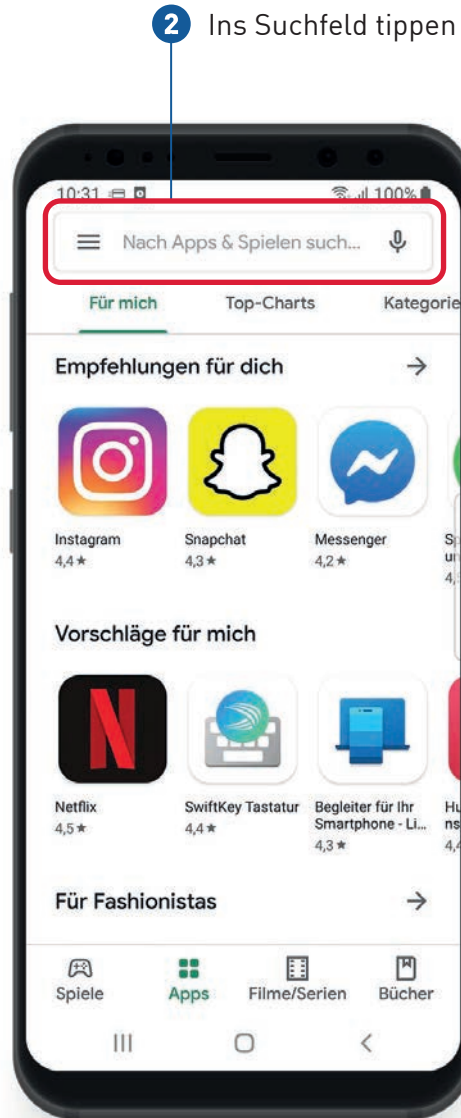 2 Ins Suchfeld tippen
10:31 100%
Nach Apps & Spielen such...
Für mich Top-Charts Kategorie
Empfehlungen für dich
Instagram Snapchat Messenger
4,4★ 4,3★ 4,2★
Vorschläge für mich
Netflix SwiftKey Tastatur Begleiter für Ihr
Smartphone - Li...
4,5★ 4,4★
4,3★
Für Fashionistas
Spiele Apps Filme/Serien Bücher